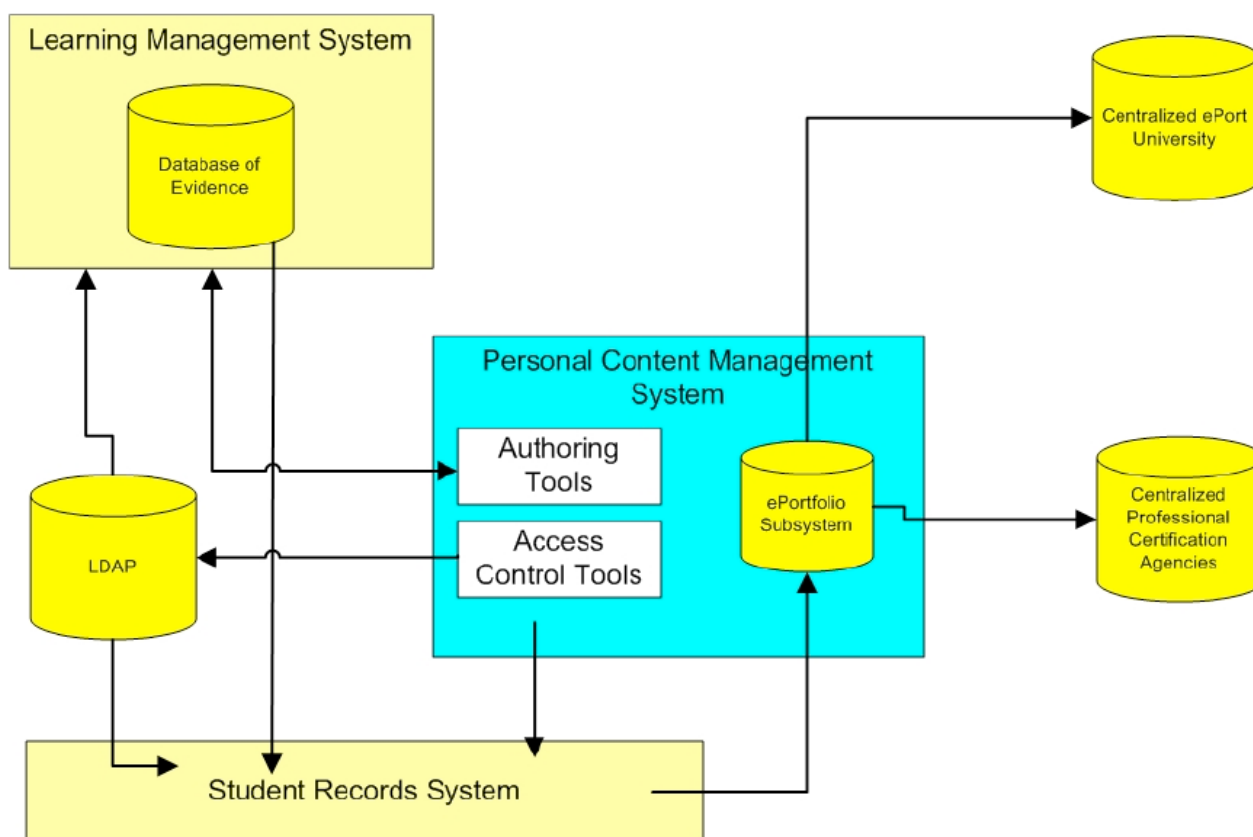 Learning Management System
Database of
Evidence
Centralized ePort
University
Personal Content Management
System
Authoring
Tools
Access
Control Tools
ePortfolio
Subsystem
Centralized
Professional
Certification
Agencies
LDAP
Student Records System